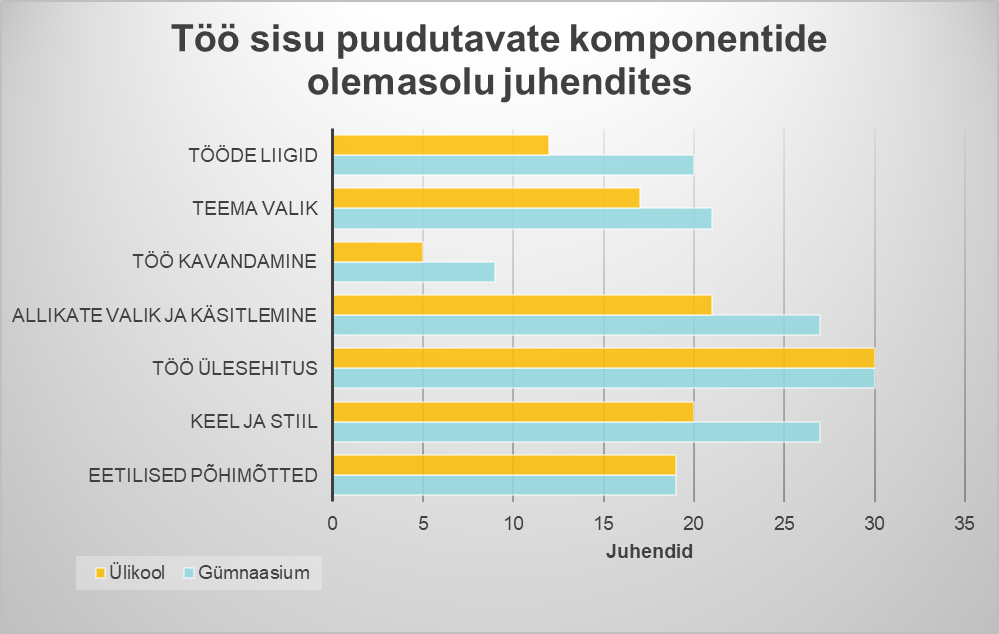 Töö sisu puudutavate komponentide
olemasolu juhendites
TÖÖDE LIIGID
TEEMA VALIK
TÖÖ KAVANDAMINE
ALLIKATE VALIK JA KÄSITLEMINE
TÖÖ ÜLESEHITUS
KEEL JA STIIL
EETILISED PÕHIMÕTTED
0 5 10 15 20 25 30 35
Juhendid
Ülikool Gümnaasium